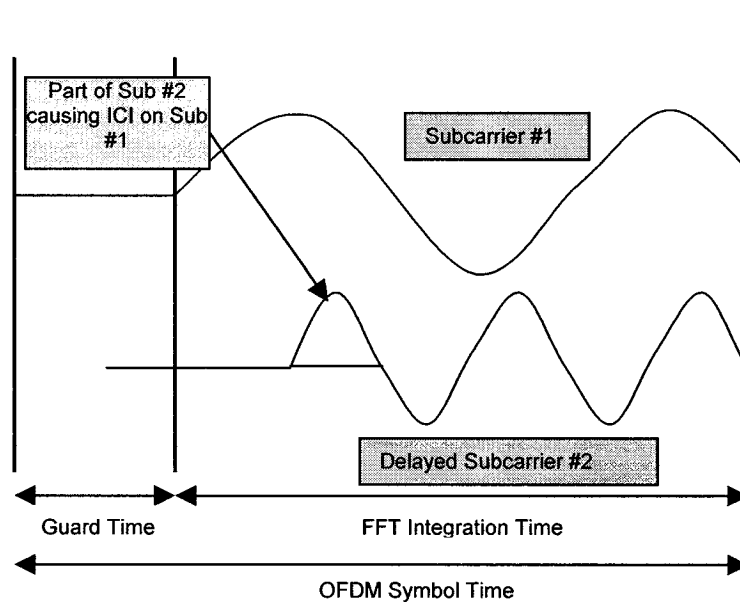 Part of Sub #2
causing ICI on Sub
#1
Subcarrier #1
Delayed Subcarrier #2
Guard Time
FFT Integration Time
OFDM Symbol Time